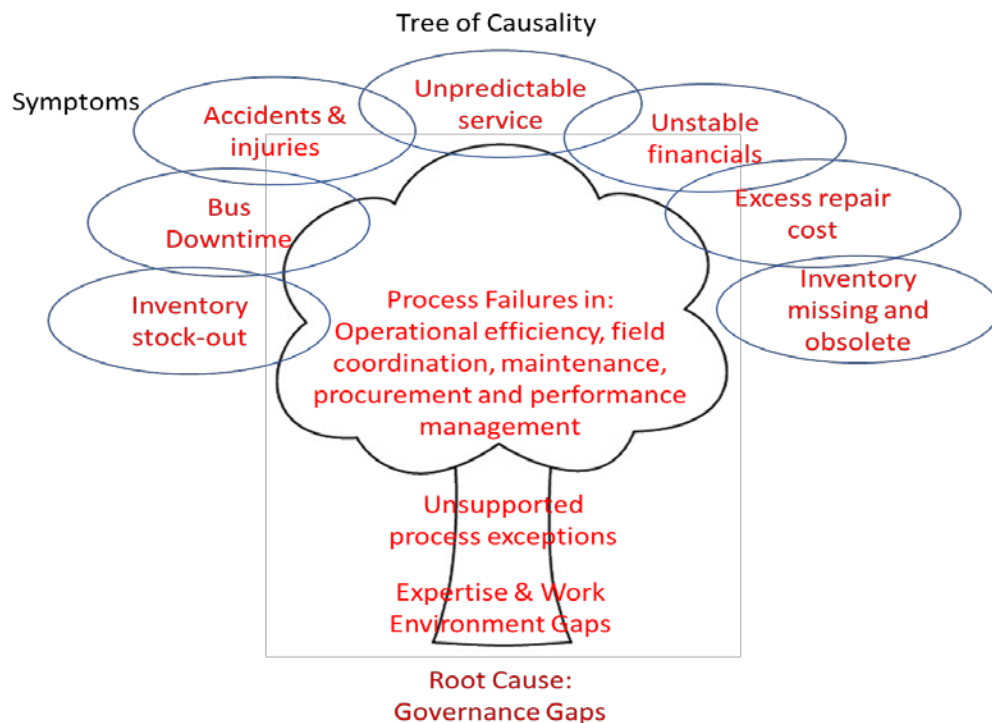 Tree of Causality
Symptoms
Accidents &
injuries
Unpredictable
service
Unstable
financials
Bus
Downtime
Excess repair
cost
Inventory
stock-out
Inventory
missing and
obsolete
Process Failures in:
Operational efficiency, field
coordination, maintenance,
procurement and performance
management
Unsupported
process exceptions
Expertise & Work
Environment Gaps
Root Cause:
Governance Gaps